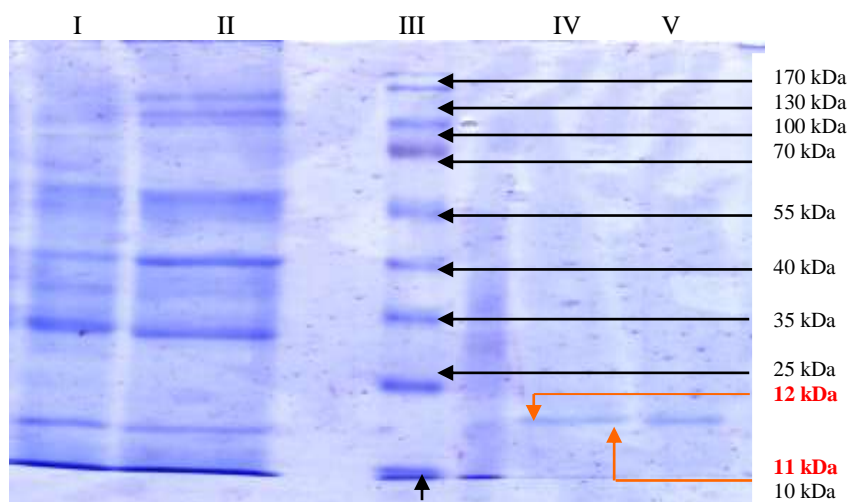 I II III IV V
170 kDa
130 kDa
100 kDa
70 kDa
55 kDa
40 kDa
35 kDa
25 kDa
12 kDa
11 kDa
10 kDa